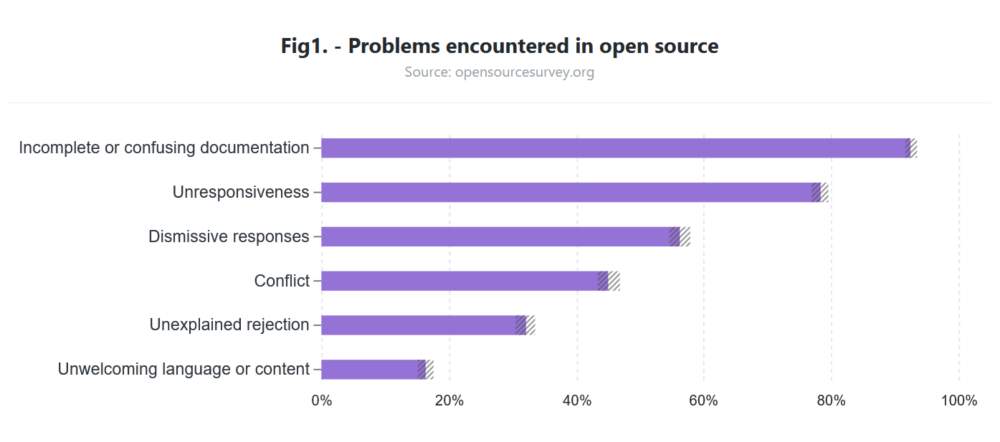 Fig1. - Problems encountered in open source
Source: opensourcesurvey.org
Incomplete or confusing documentation
Unresponsiveness
Dismissive responses
Conflict
Unexplained rejection
Unwelcoming language or content
0% 20% 40% 60% 80% 100%